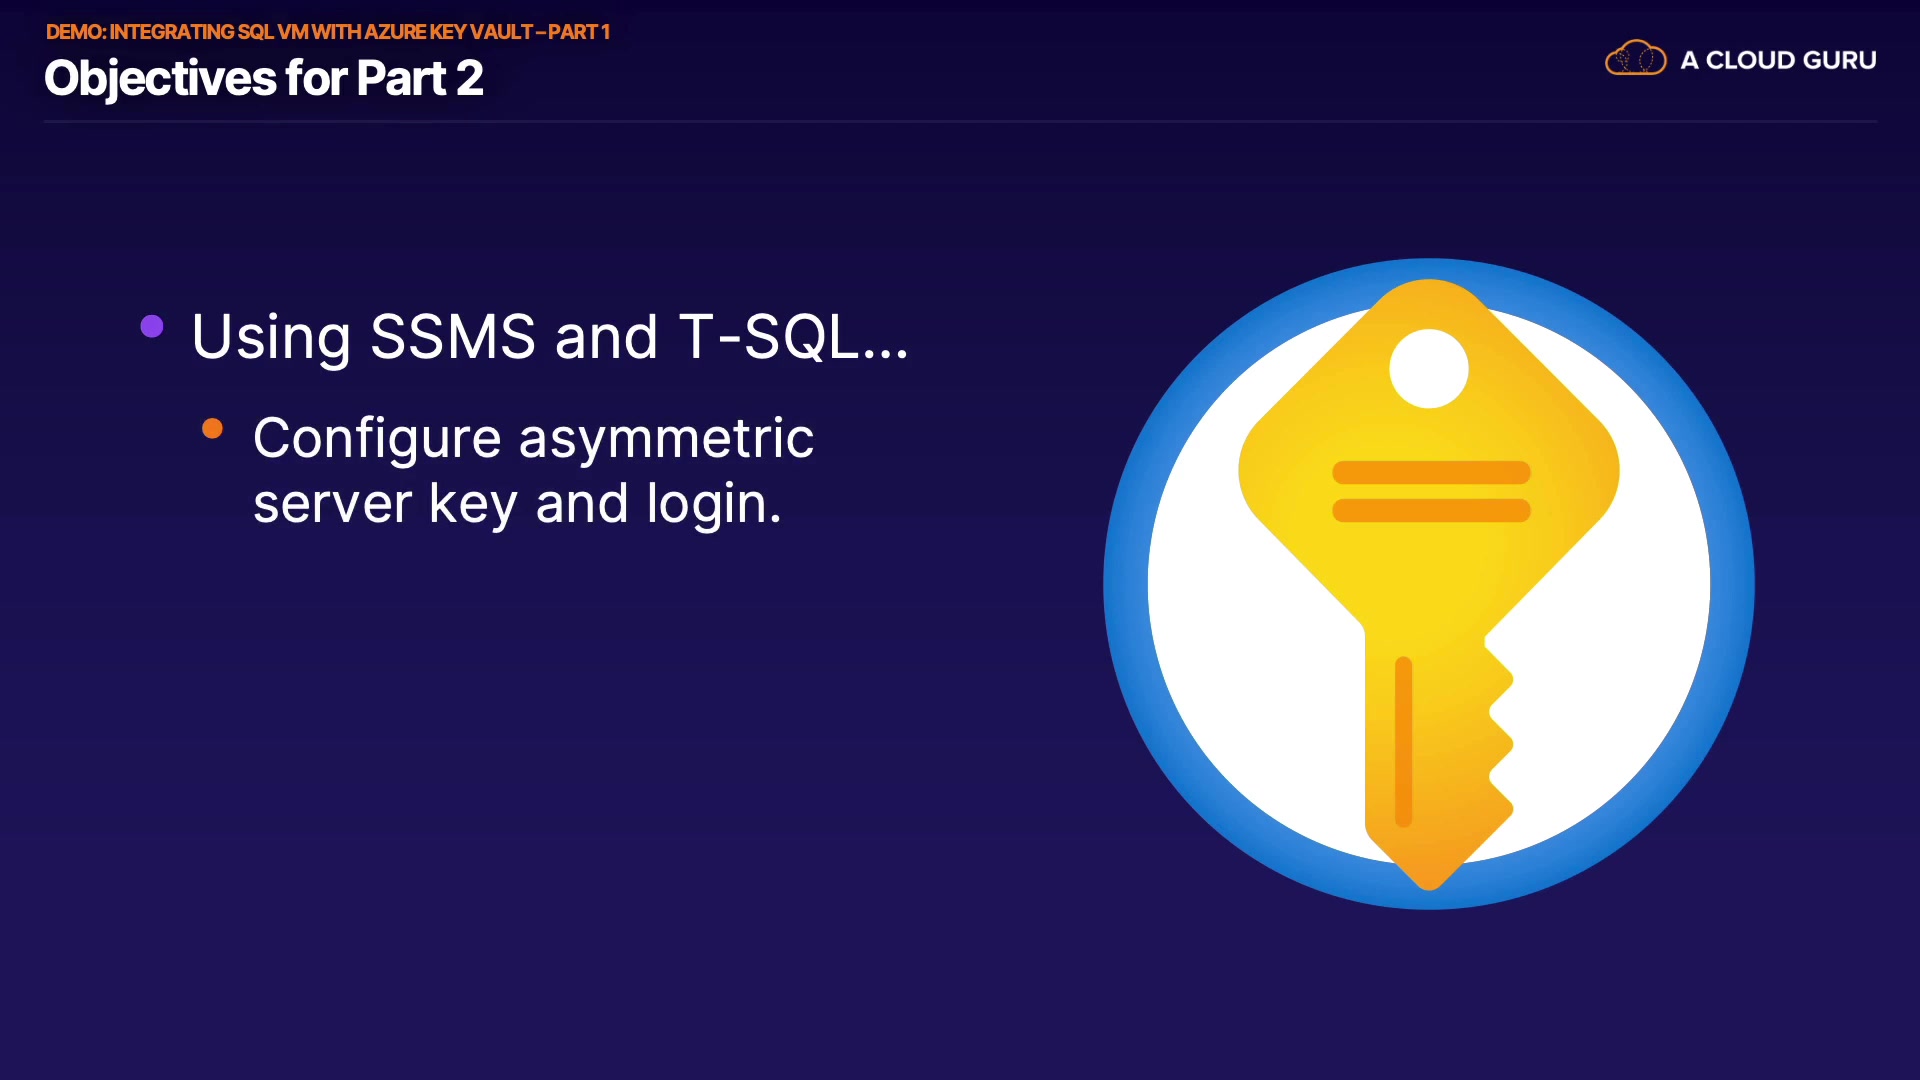 DEMO: INTEGRATING SQL VM WITH AZURE KEY VAULT – PART 1
Objectives for Part 2
A CLOUD GURU
Using SSMS and T-SQL...
Configure asymmetric
server key and login.